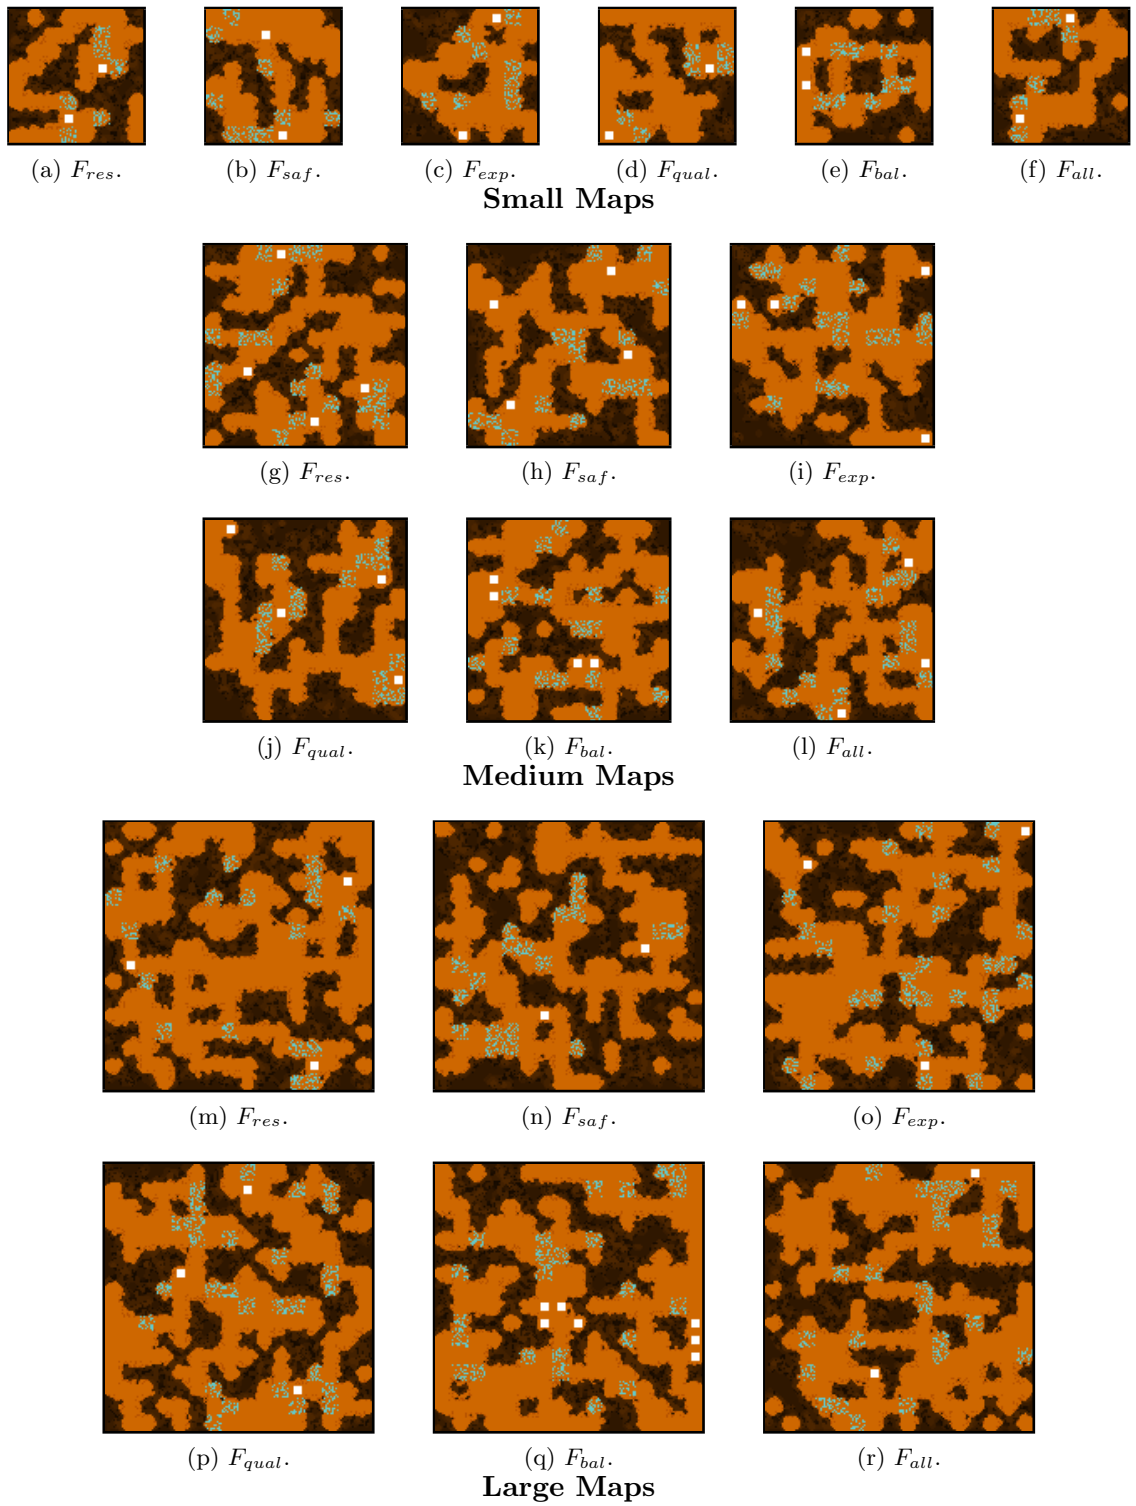 (a) F_res. (b) F_saf. (c) F_exp. (d) F_qual. (e) F_bal. (f) F_all.
Small Maps
(g) F_res. (h) F_saf. (i) F_exp.
(j) F_qual. (k) F_bal. (l) F_all.
Medium Maps
(m) F_res. (n) F_saf. (o) F_exp.
(p) F_qual. (q) F_bal. (r) F_all.
Large Maps